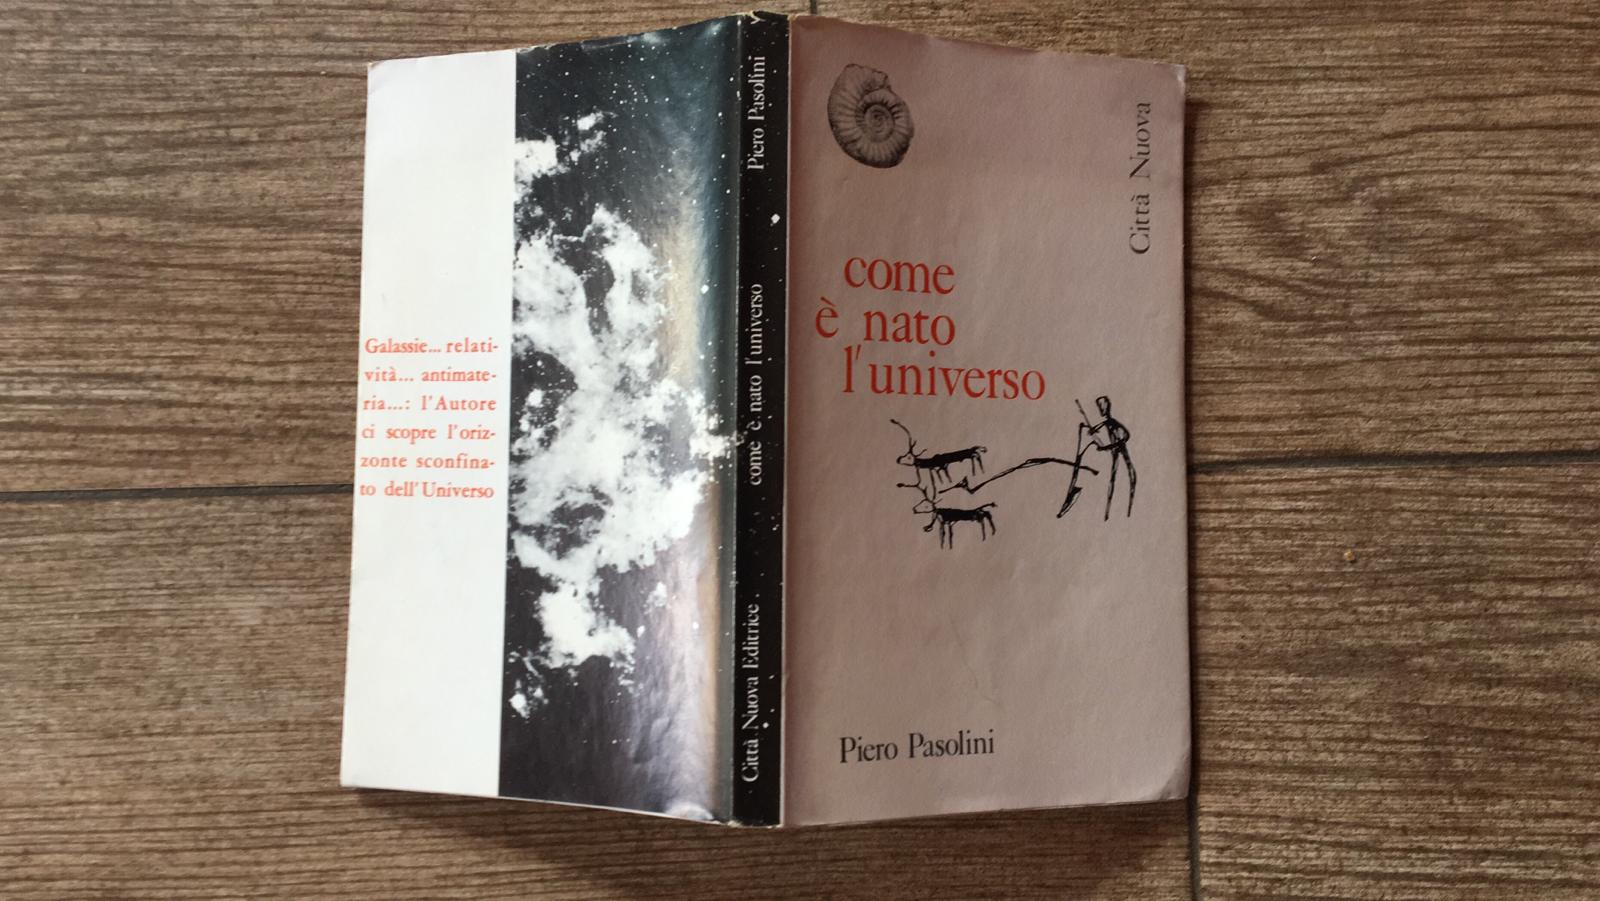 Galassie... relati-
vità... antimate-
ria...: l'Autore
ci scopre l'oriz-
zonte sconfina-
to dell'Universo
Città Nuova Editrice
come è nato l'universo
Piero Pasolini
Città Nuova
come
è nato
l'universo
Piero Pasolini